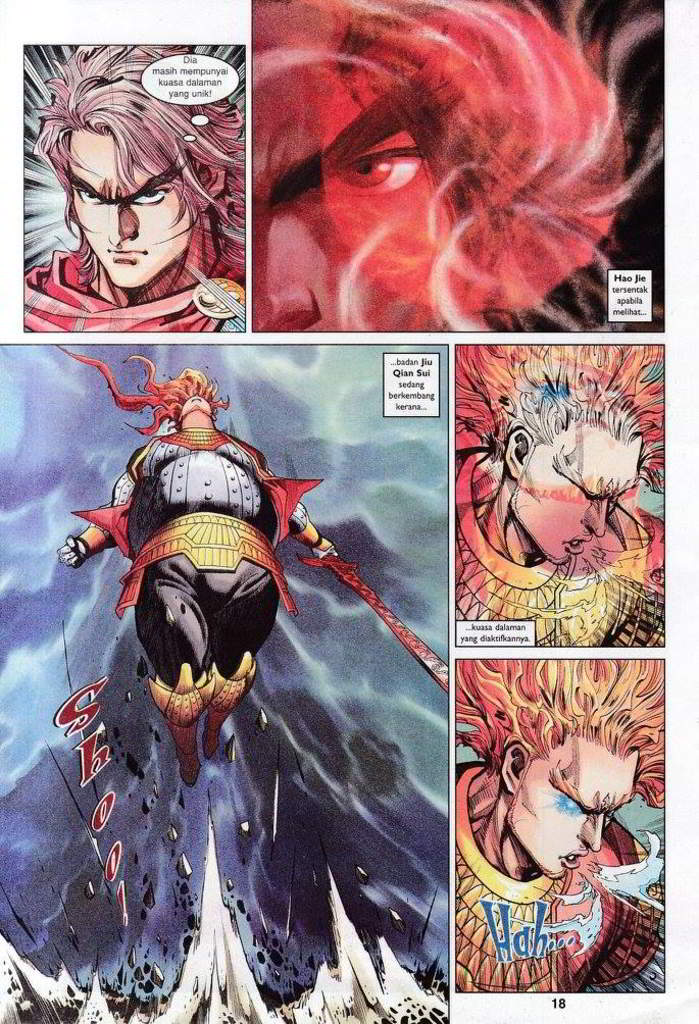 Dia
masih mempunyai
kuasa dalaman
yang unik!
Hao Jie
tersentak
apabila
melihat...
...badan Jiu
Qian Sui
sedang
berkembang
kerana...
Shooo!
...kuasa dalaman
yang diaktifkannya.
Hah...
18